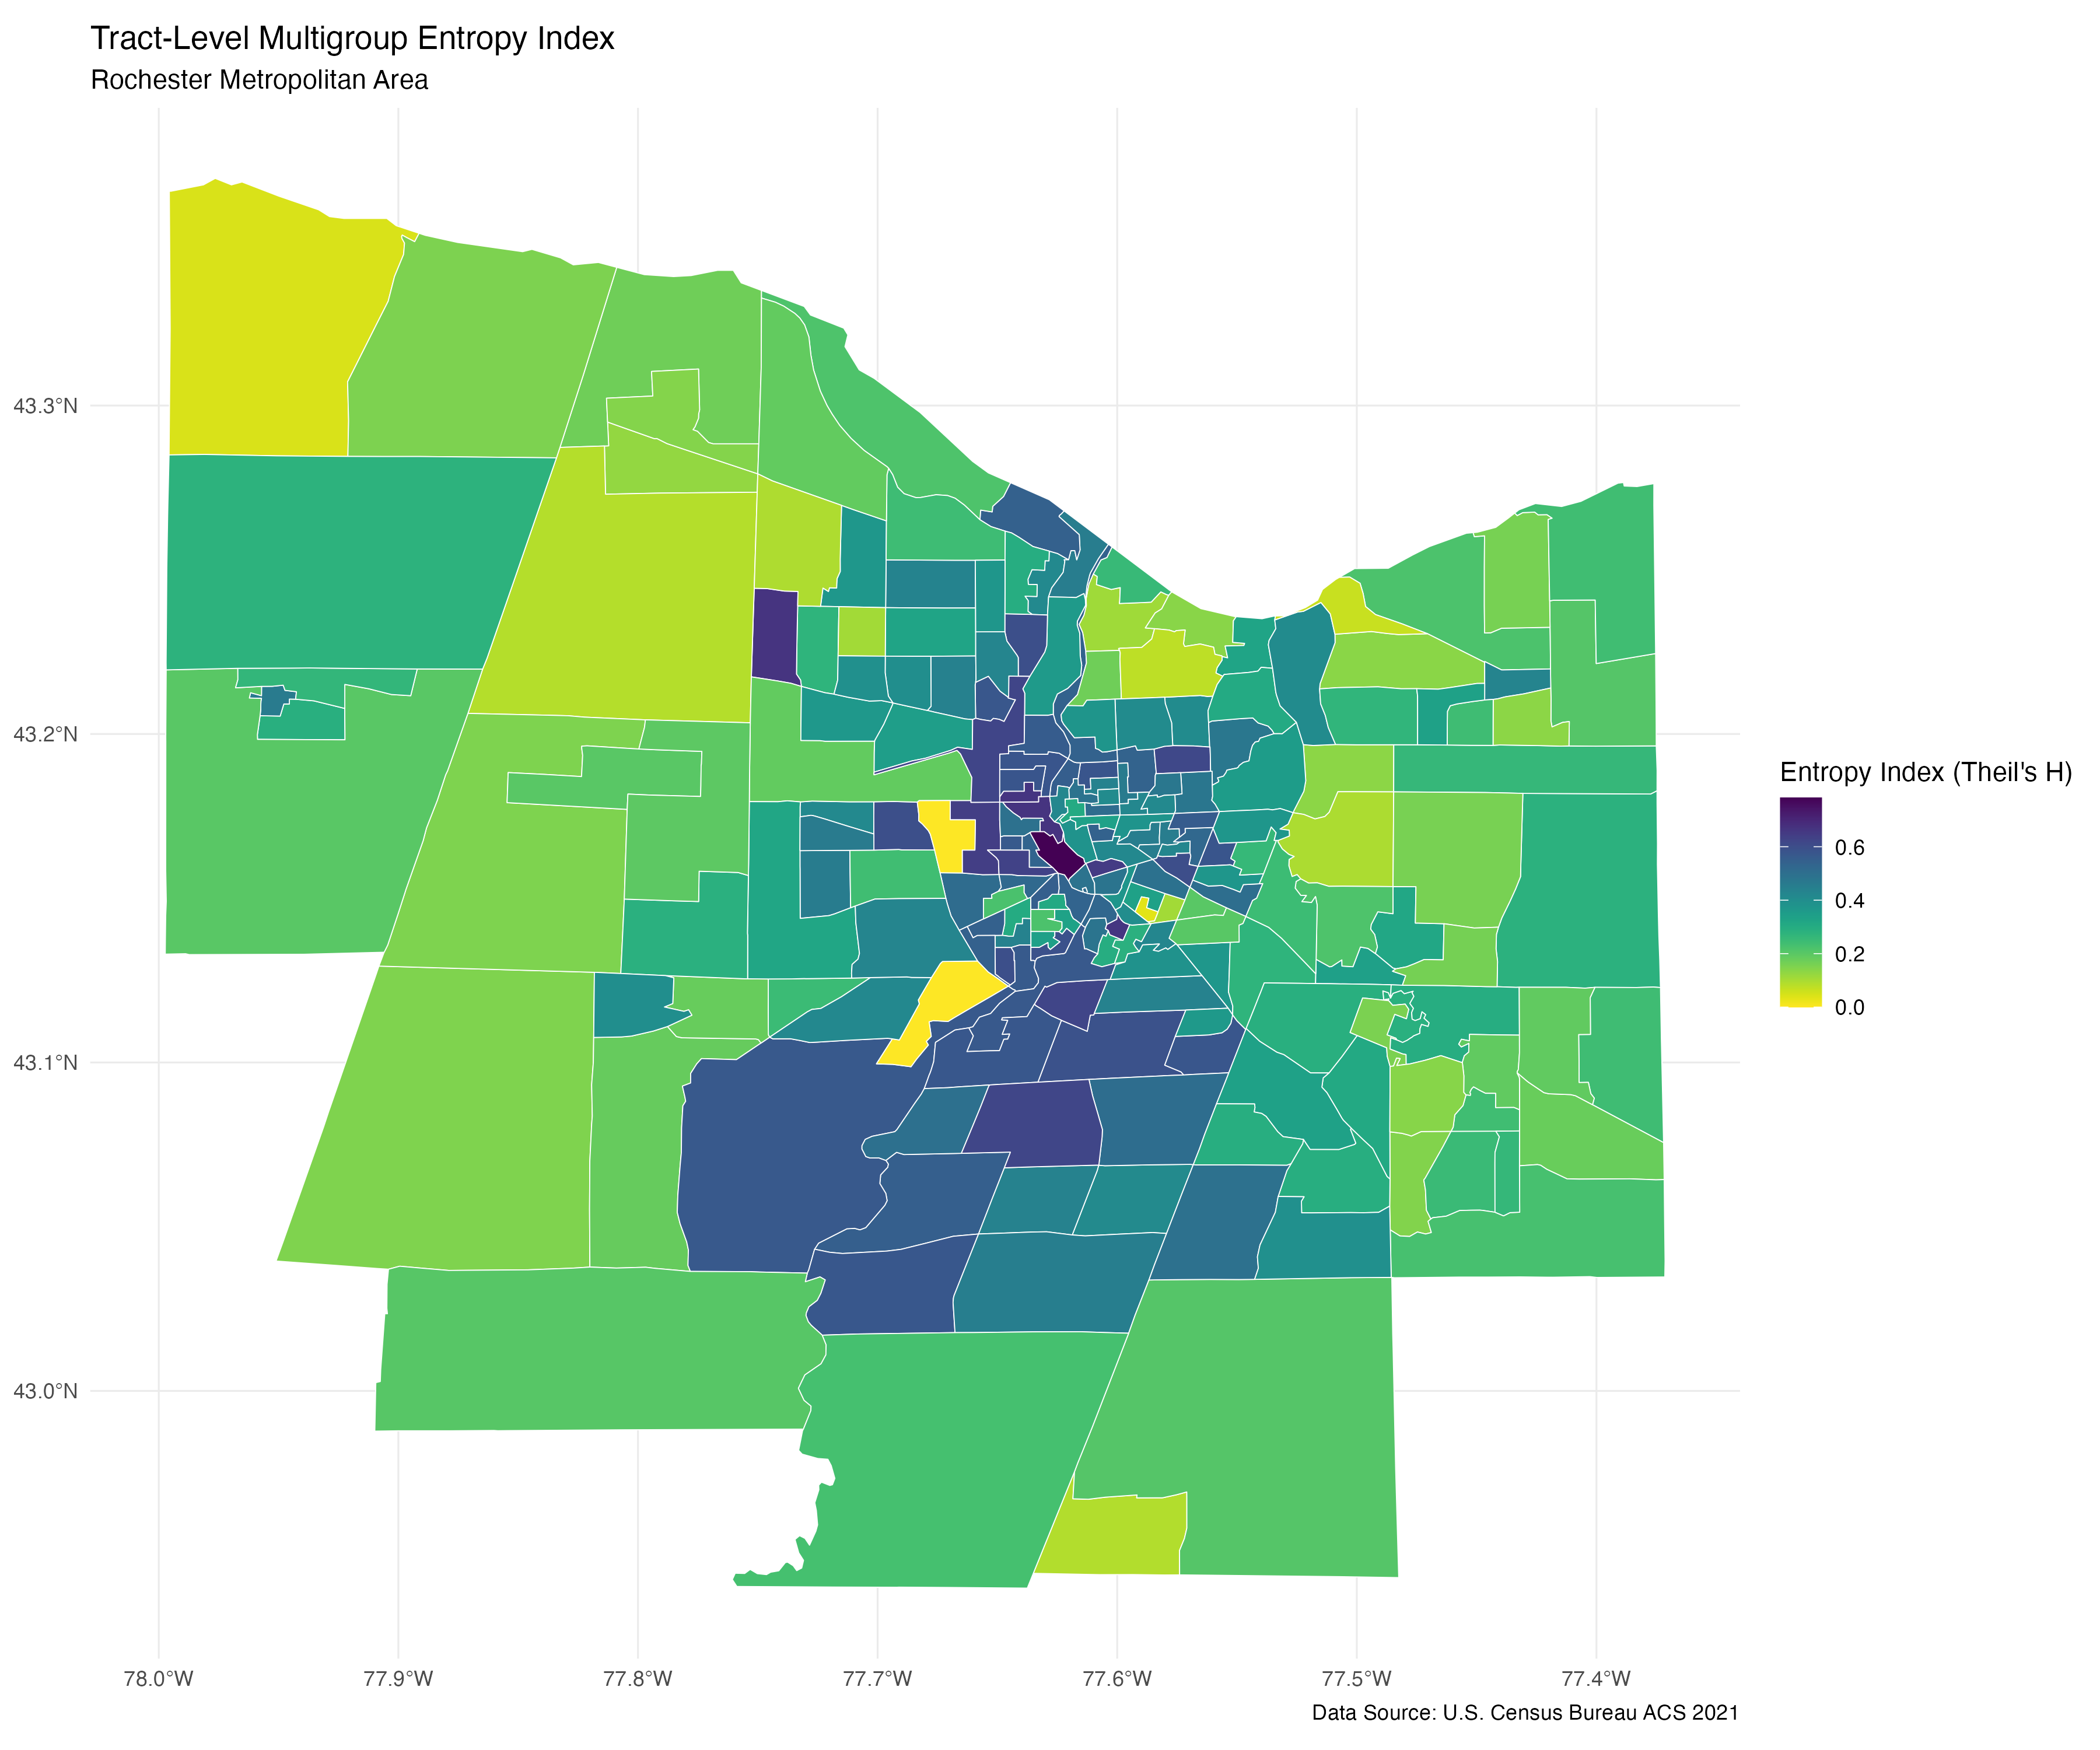 Tract-Level Multigroup Entropy Index
Rochester Metropolitan Area
43.3°N
43.2°N
43.1°N
43.0°N
78.0°W 77.9°W 77.8°W 77.7°W 77.6°W 77.5°W 77.4°W
Entropy Index (Theil's H)
0.6
0.4
0.2
0.0
Data Source: U.S. Census Bureau ACS 2021